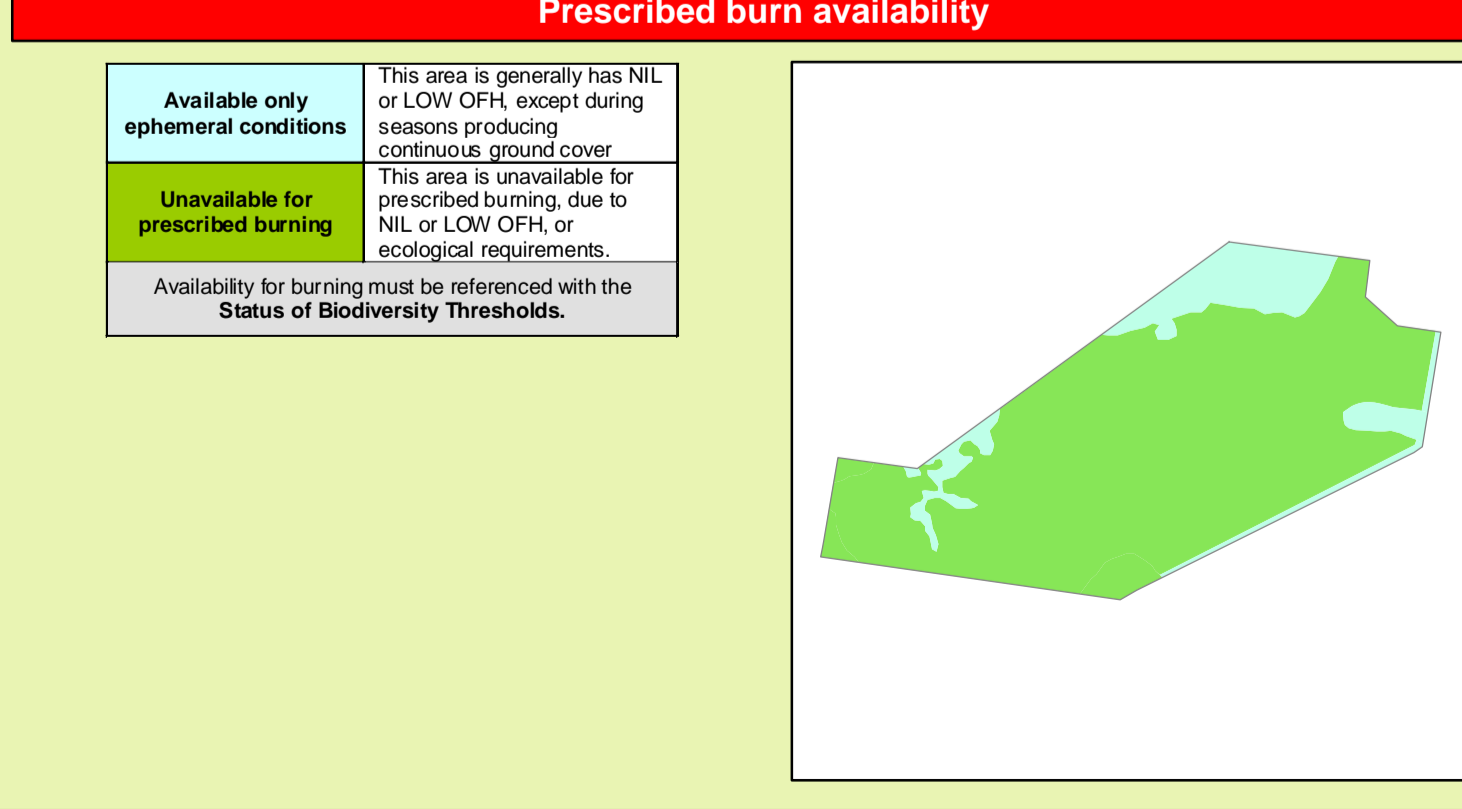 Prescribed burn availability
Available only
ephemeral conditions
This area is generally has NIL
or LOW OFH, except during
seasons producing
continuous ground cover
Unavailable for
prescribed burning
This area is unavailable for
prescribed burning, due to
NIL or LOW OFH, or
ecological requirements.
Availability for burning must be referenced with the
Status of Biodiversity Thresholds.